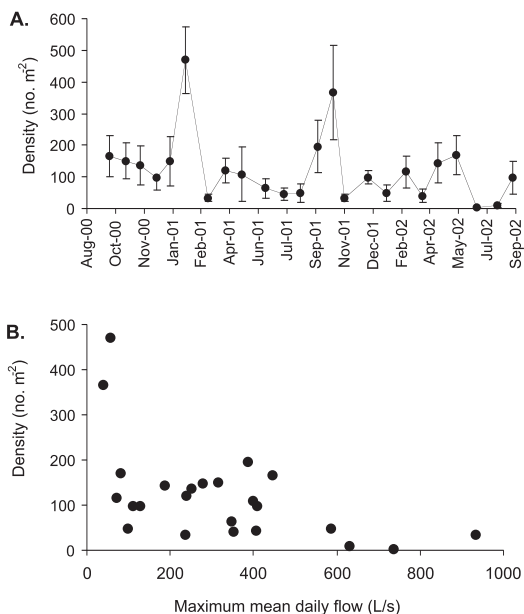 A.
600
500
400
300
200
100
0
Density (no. m⁻²)
Aug-00
Oct-00
Nov-00
Jan-01
Feb-01
Apr-01
Jun-01
Jul-01
Sep-01
Nov-01
Dec-01
Feb-02
Apr-02
May-02
Jul-02
Sep-02
B.
500
400
300
200
100
0
Density (no. m⁻²)
0 200 400 600 800 1000
Maximum mean daily flow (L/s)